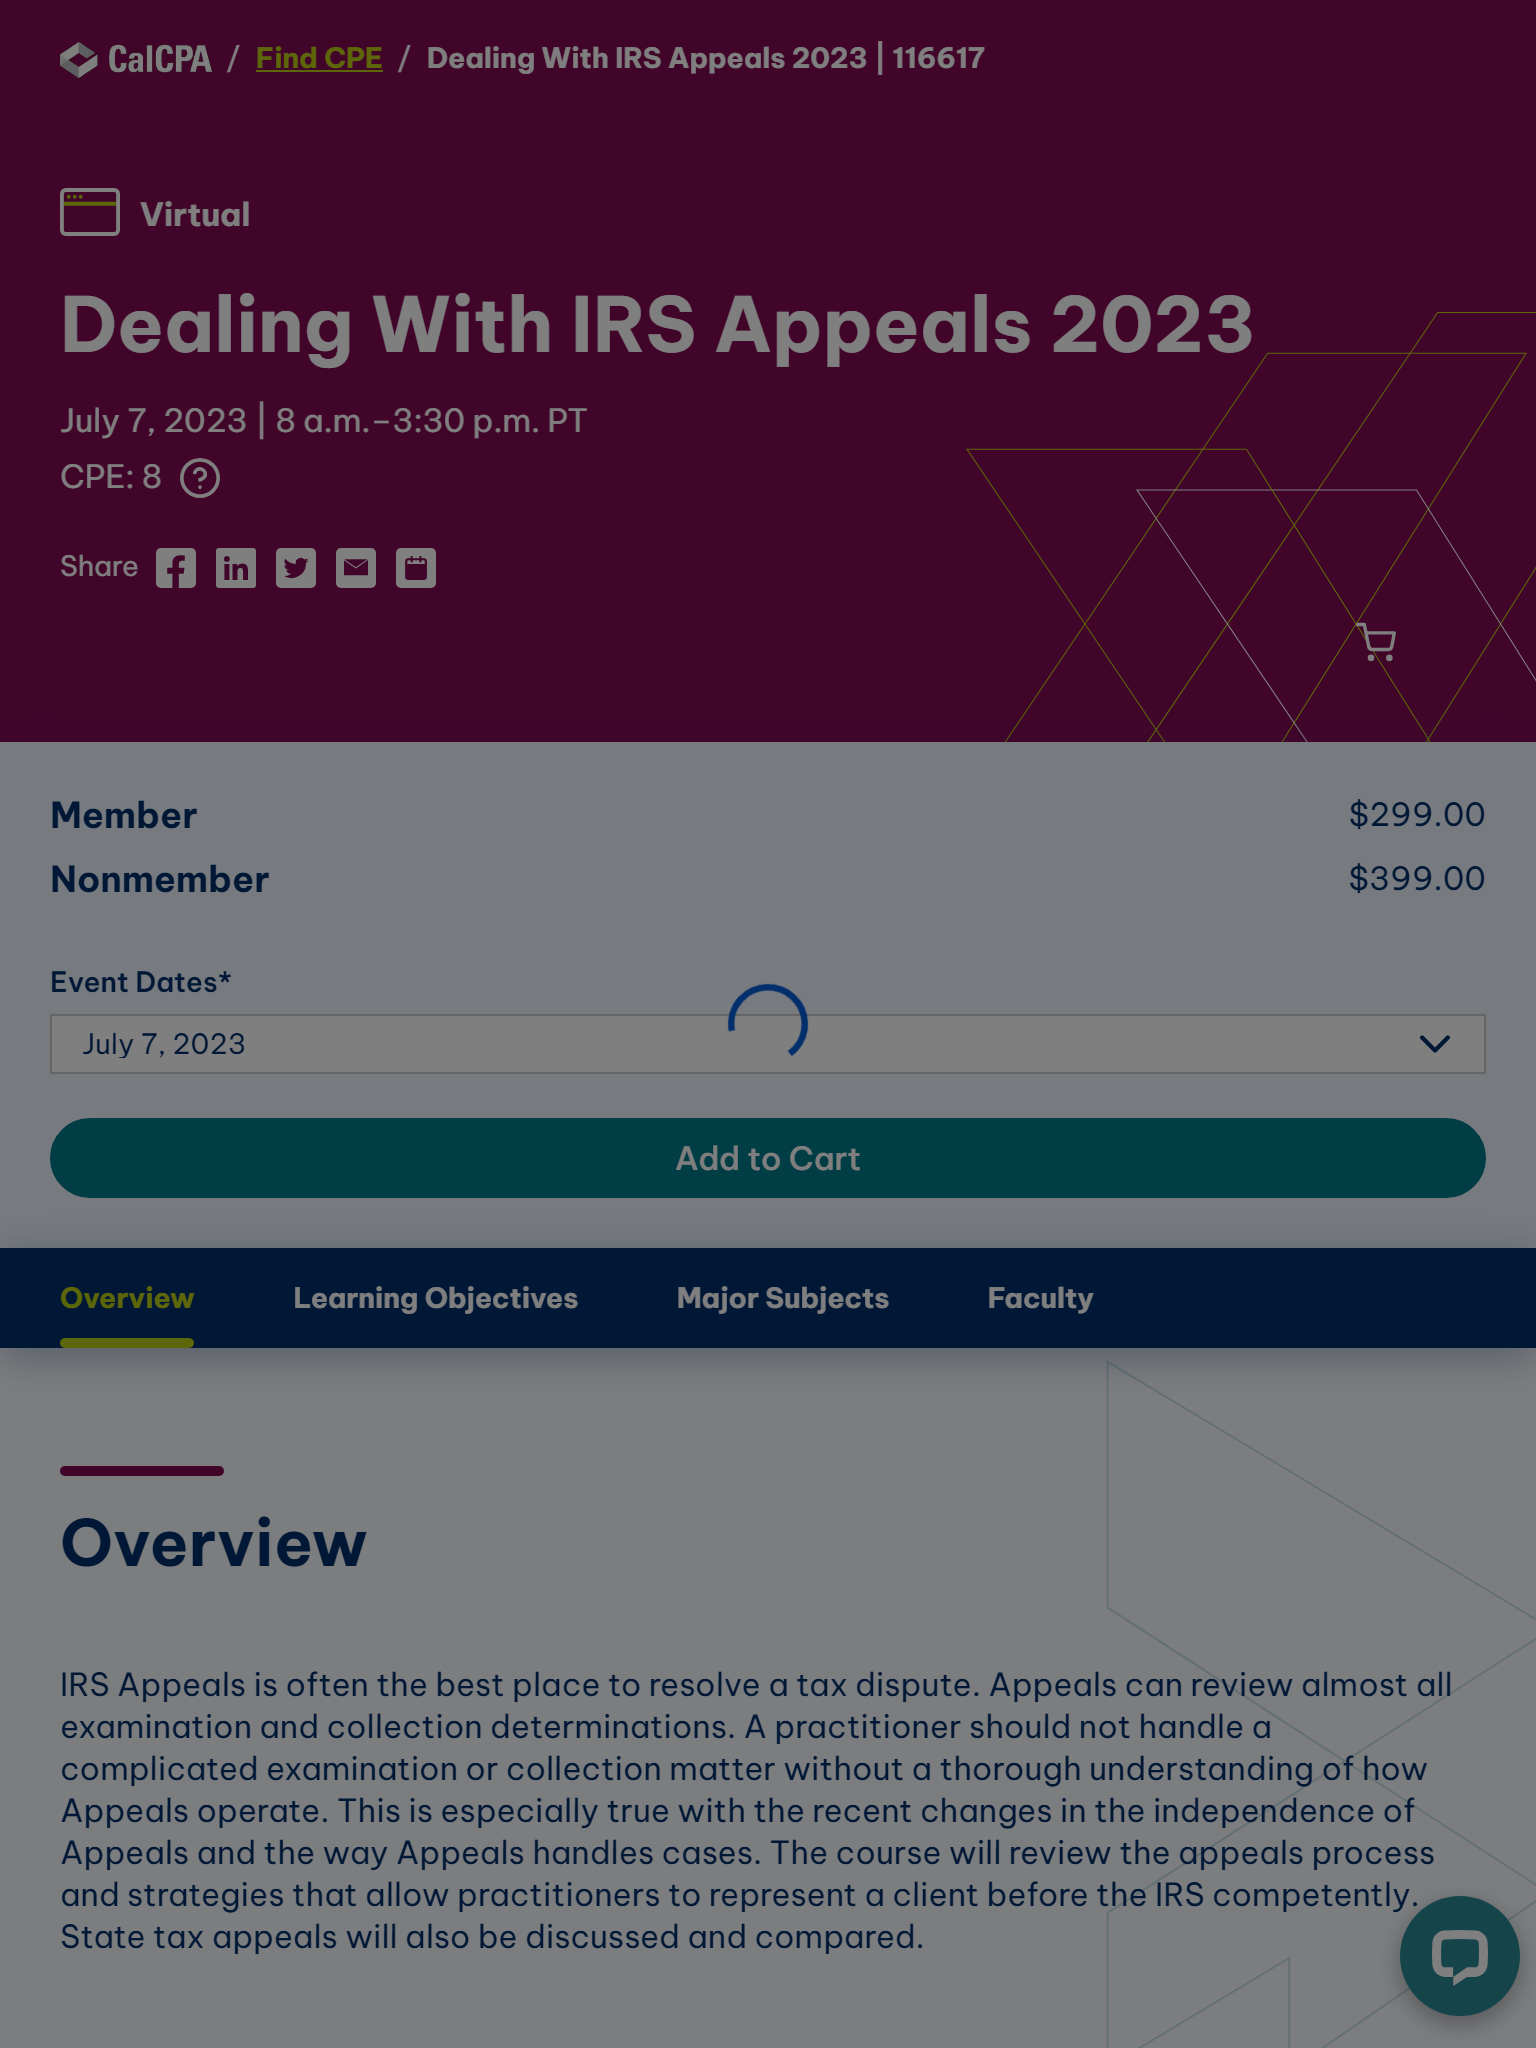 CalCPA / Find CPE / Dealing With IRS Appeals 2023 | 116617
Virtual
Dealing With IRS Appeals 2023
July 7, 2023 | 8 a.m.–3:30 p.m. PT
CPE: 8 ?
Share
Member $299.00
Nonmember $399.00
Event Dates*
July 7, 2023
Add to Cart
Overview Learning Objectives Major Subjects Faculty
Overview
IRS Appeals is often the best place to resolve a tax dispute. Appeals can review almost all
examination and collection determinations. A practitioner should not handle a
complicated examination or collection matter without a thorough understanding of how
Appeals operate. This is especially true with the recent changes in the independence of
Appeals and the way Appeals handles cases. The course will review the appeals process
and strategies that allow practitioners to represent a client before the IRS competently.
State tax appeals will also be discussed and compared.